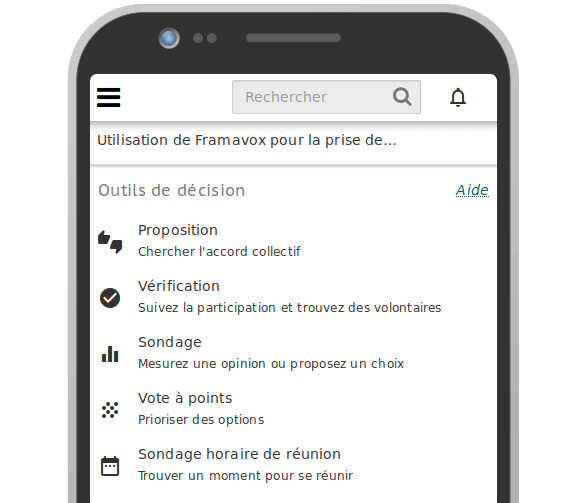 Rechercher
Utilisation de Framavox pour la prise de...
Outils de décision
Aide
Proposition
Chercher l'accord collectif
Vérification
Suivez la participation et trouvez des volontaires
Sondage
Mesurez une opinion ou proposez un choix
Vote à points
Prioriser des options
Sondage horaire de réunion
Trouver un moment pour se réunir